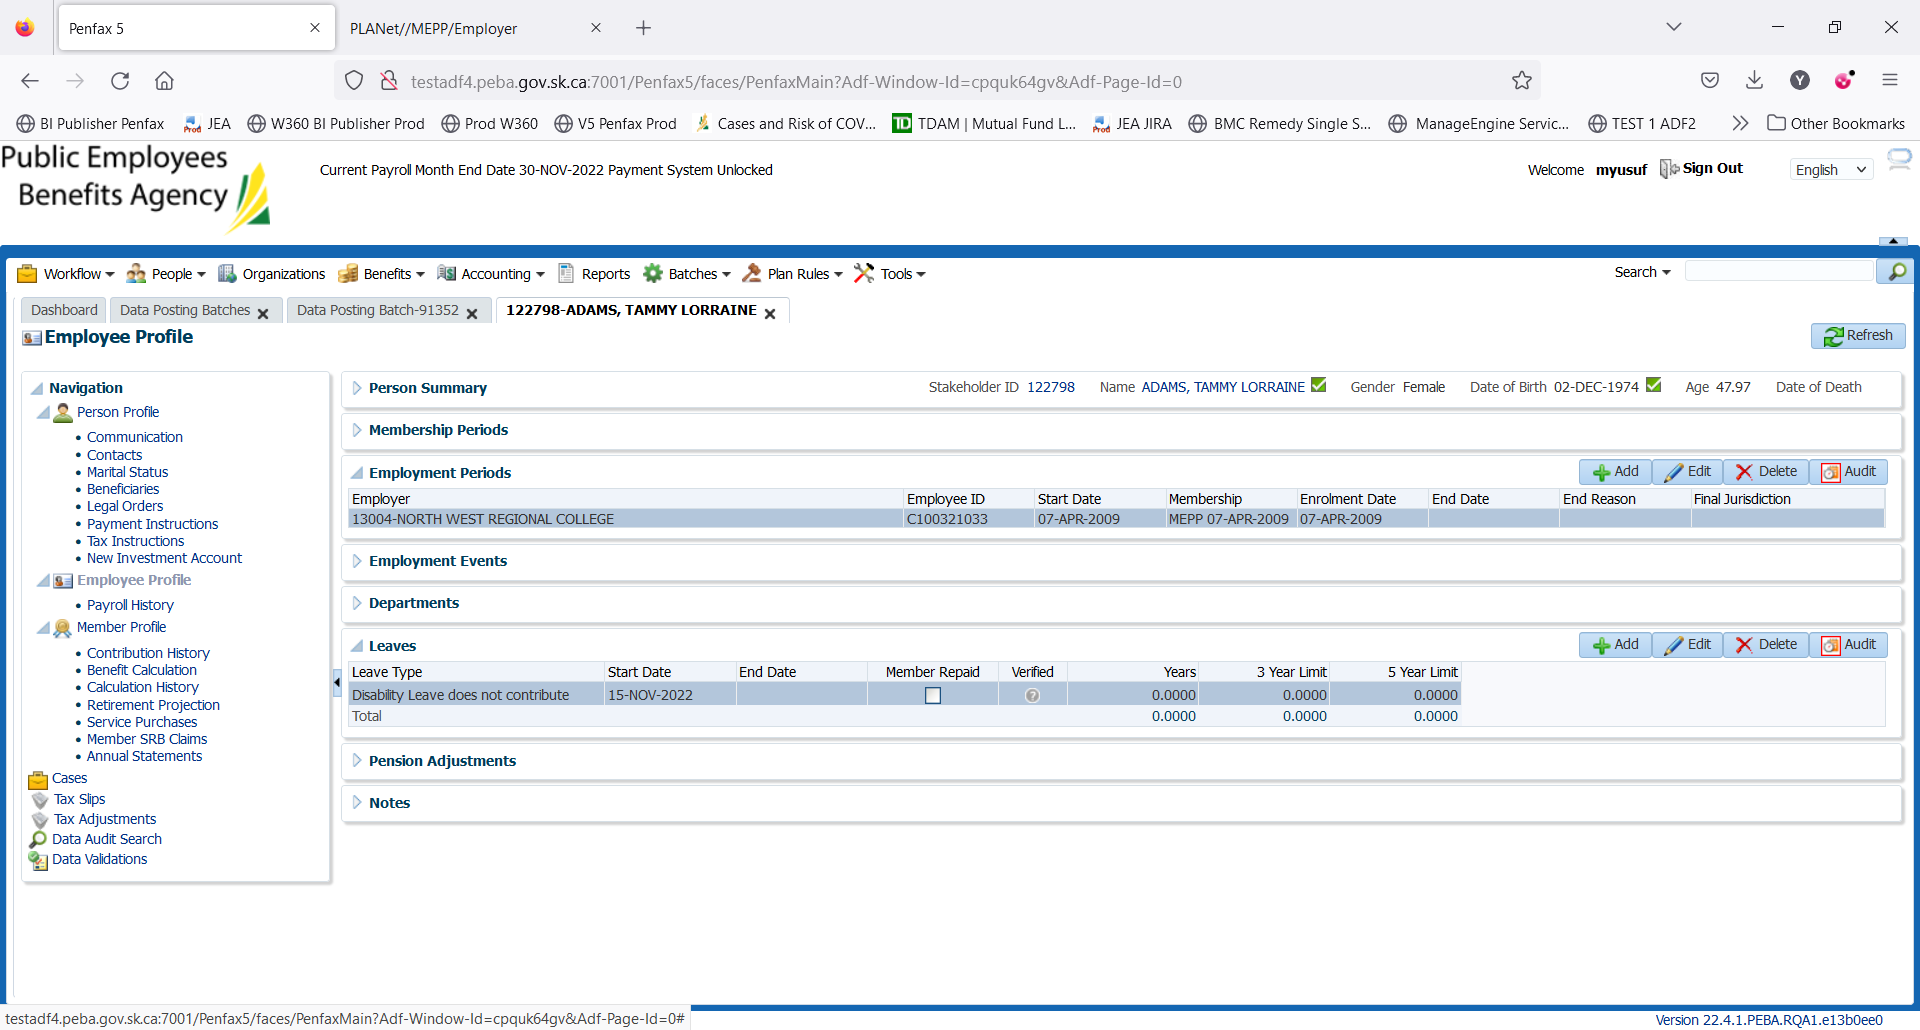 Penfax 5
PLANet//MEPP/Employer
testadf4.peba.gov.sk.ca:7001/Penfax5/faces/PenfaxMain?Adf-Window-Id=cpquk64gv&Adf-Page-Id=0
Y
BI Publisher Penfax
Prod JEA
W360 BI Publisher Prod
Prod W360
V5 Penfax Prod
Cases and Risk of COV...
TD TDAM | Mutual Fund L...
Prod JEA JIRA
BMC Remedy Single S...
ManageEngine Servic...
TEST 1 ADF2
Other Bookmarks
Public Employees
Benefits Agency
Current Payroll Month End Date 30-NOV-2022 Payment System Unlocked
Welcome myusuf Sign Out English
Workflow People Organizations Benefits Accounting Reports Batches Plan Rules Tools Search
Dashboard Data Posting Batches Data Posting Batch-91352 122798-ADAMS, TAMMY LORRAINE
Employee Profile
Refresh
Navigation
Person Profile
Communication
Contacts
Marital Status
Beneficiaries
Legal Orders
Payment Instructions
Tax Instructions
New Investment Account
Employee Profile
Payroll History
Member Profile
Contribution History
Benefit Calculation
Calculation History
Retirement Projection
Service Purchases
Member SRB Claims
Annual Statements
Cases
Tax Slips
Tax Adjustments
Data Audit Search
Data Validations
Person Summary Stakeholder ID 122798 Name ADAMS, TAMMY LORRAINE Gender Female Date of Birth 02-DEC-1974 Age 47.97 Date of Death
Membership Periods
Employment Periods Add Edit Delete Audit
Employer Employee ID Start Date Membership Enrolment Date End Date End Reason Final Jurisdiction
13004-NORTH WEST REGIONAL COLLEGE C100321033 07-APR-2009 MEPP 07-APR-2009 07-APR-2009
Employment Events
Departments
Leaves Add Edit Delete Audit
Leave Type Start Date End Date Member Repaid Verified Years 3 Year Limit 5 Year Limit
Disability Leave does not contribute 15-NOV-2022 0.0000 0.0000 0.0000
Total 0.0000 0.0000 0.0000
Pension Adjustments
Notes
testadf4.peba.gov.sk.ca:7001/Penfax5/faces/PenfaxMain?Adf-Window-Id=cpquk64gv&Adf-Page-Id=0#
Version 22.4.1.PEBA.RQA1.e13b0ee0